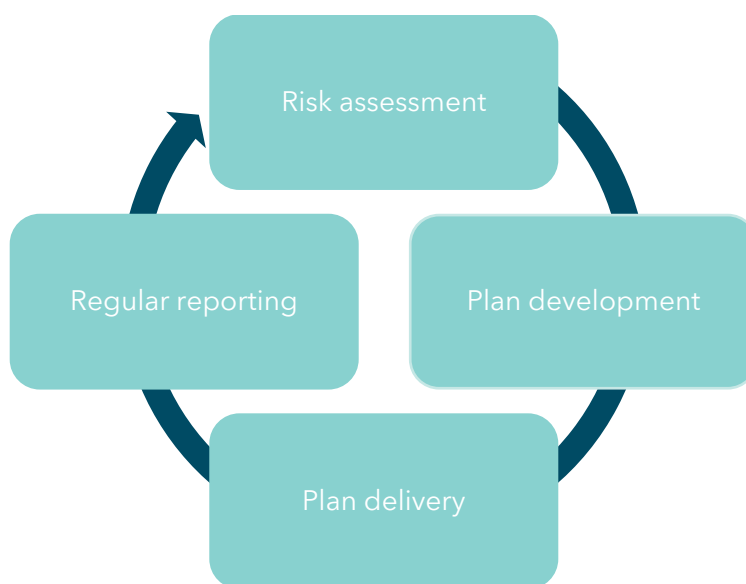 Risk assessment
Regular reporting
Plan development
Plan delivery